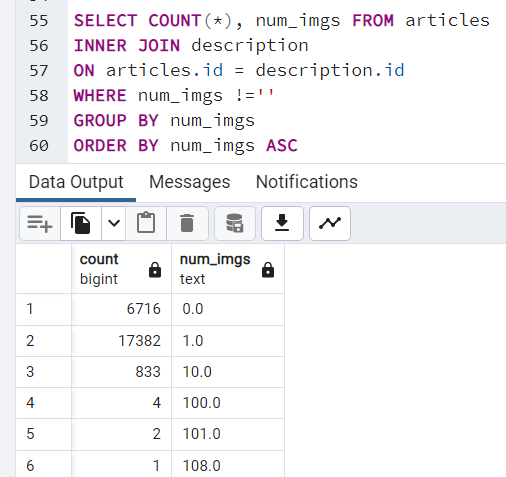 55 SELECT COUNT(*), num_imgs FROM articles
56 INNER JOIN description
57 ON articles.id = description.id
58 WHERE num_imgs !=''
59 GROUP BY num_imgs
60 ORDER BY num_imgs ASC
Data Output Messages Notifications
count num_imgs
bigint text
1 6716 0.0
2 17382 1.0
3 833 10.0
4 4 100.0
5 2 101.0
6 1 108.0